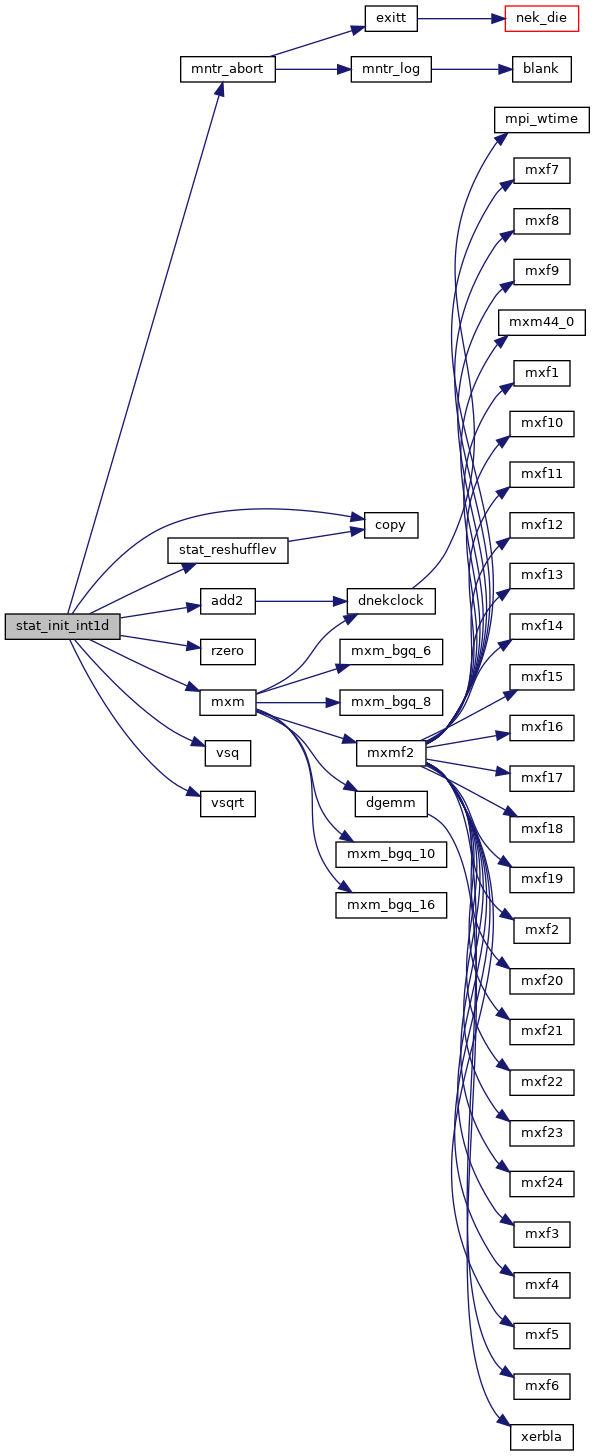 exitt
nek_die
mntr_abort
mntr_log
blank
mpi_wtime
mxf7
mxf8
mxf9
mxm44_0
mxf1
mxf10
mxf11
copy
mxf12
stat_reshufflev
mxf13
add2
dnekclock
stat_init_int1d
mxf14
rzero
mxm_bgq_6
mxf15
mxm
mxm_bgq_8
mxf16
vsq
mxmf2
mxf17
vsqrt
dgemm
mxf18
mxm_bgq_10
mxf19
mxm_bgq_16
mxf2
mxf20
mxf21
mxf22
mxf23
mxf24
mxf3
mxf4
mxf5
mxf6
xerbla